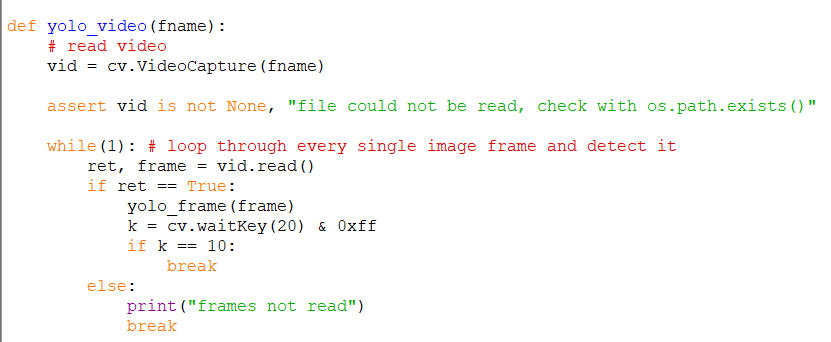 def yolo_video(fname):
    # read video
    vid = cv.VideoCapture(fname)

    assert vid is not None, "file could not be read, check with os.path.exists()"

    while(1): # loop through every single image frame and detect it
        ret, frame = vid.read()
        if ret == True:
            yolo_frame(frame)
            k = cv.waitKey(20) & 0xff
            if k == 10:
                break
        else:
            print("frames not read")
            break